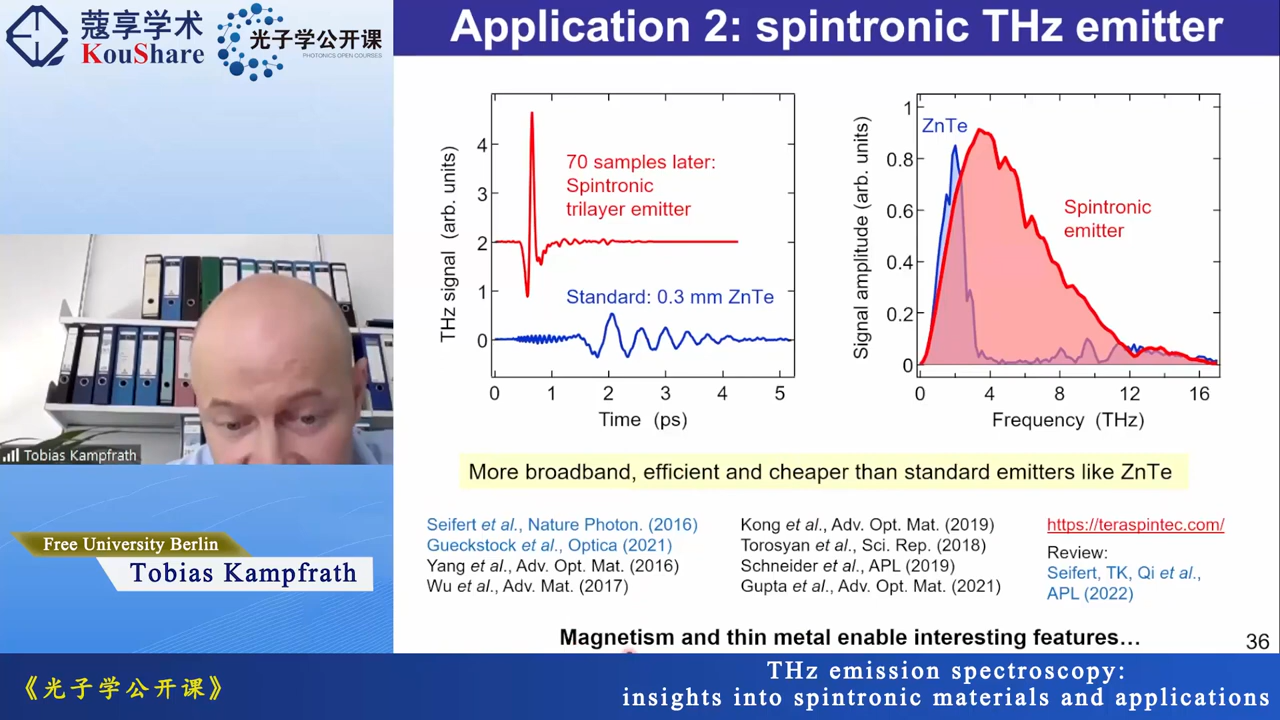 蔻享学术
KouShare
光子学公开课
PHOTONICS OPEN COURSES
Tobias Kampfrath
Free University Berlin
Tobias Kampfrath
《光子学公开课》
Application 2: spintronic THz emitter
THz signal (arb. units)
4
3
2
1
0
70 samples later:
Spintronic
trilayer emitter
Standard: 0.3 mm ZnTe
0 1 2 3 4 5
Time (ps)
Signal amplitude (arb. units)
1
0.8
0.6
0.4
0.2
0
ZnTe
Spintronic
emitter
0 4 8 12 16
Frequency (THz)
More broadband, efficient and cheaper than standard emitters like ZnTe
Seifert et al., Nature Photon. (2016)
Gueckstock et al., Optica (2021)
Yang et al., Adv. Opt. Mat. (2016)
Wu et al., Adv. Mat. (2017)
Kong et al., Adv. Opt. Mat. (2019)
Torosyan et al., Sci. Rep. (2018)
Schneider et al., APL (2019)
Gupta et al., Adv. Opt. Mat. (2021)
https://teraspintec.com/
Review:
Seifert, TK, Qi et al.,
APL (2022)
Magnetism and thin metal enable interesting features…
36
THz emission spectroscopy:
insights into spintronic materials and applications